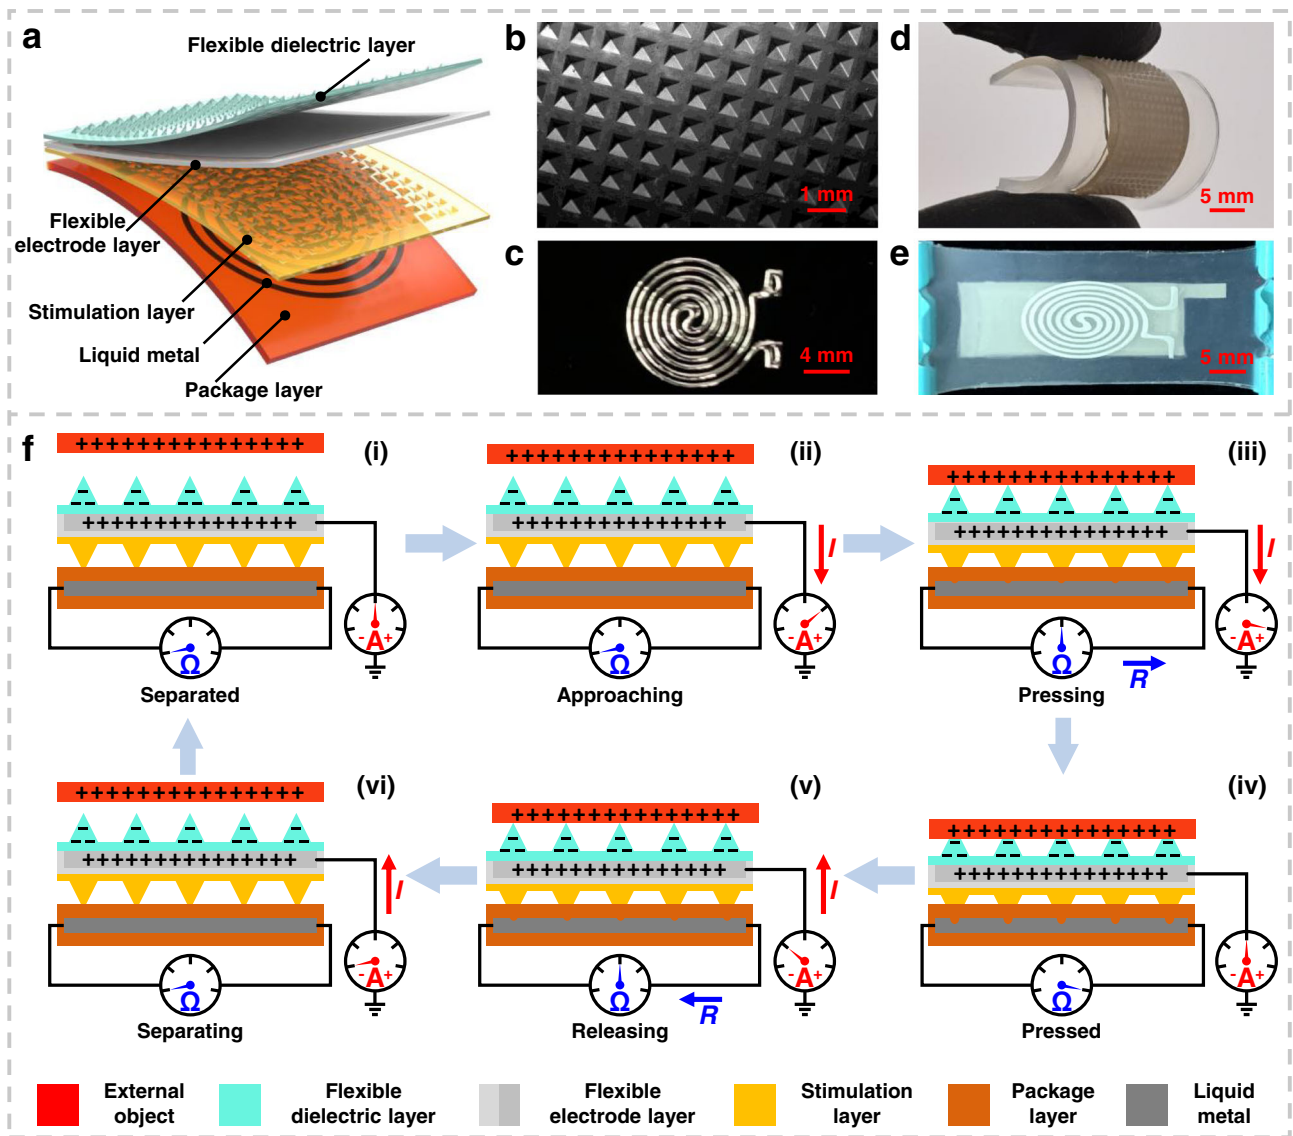 a
Flexible dielectric layer
Flexible
electrode layer
Stimulation layer
Liquid metal
Package layer
b
1 mm
c
4 mm
d
5 mm
e
5 mm
f
+++++++++++++++
(i)
+++++++++++++++
- A +
Ω
Separated
+++++++++++++++
(ii)
+++++++++++++++
I
- A +
Ω
Approaching
+++++++++++++++
(iii)
+++++++++++++++
I
- A +
Ω
R
Pressing
+++++++++++++++
(vi)
+++++++++++++++
I
- A +
Ω
Separating
+++++++++++++++
(v)
+++++++++++++++
I
- A +
Ω
R
Releasing
+++++++++++++++
(iv)
+++++++++++++++
- A +
Ω
Pressed
External
object
Flexible
dielectric layer
Flexible
electrode layer
Stimulation
layer
Package
layer
Liquid
metal